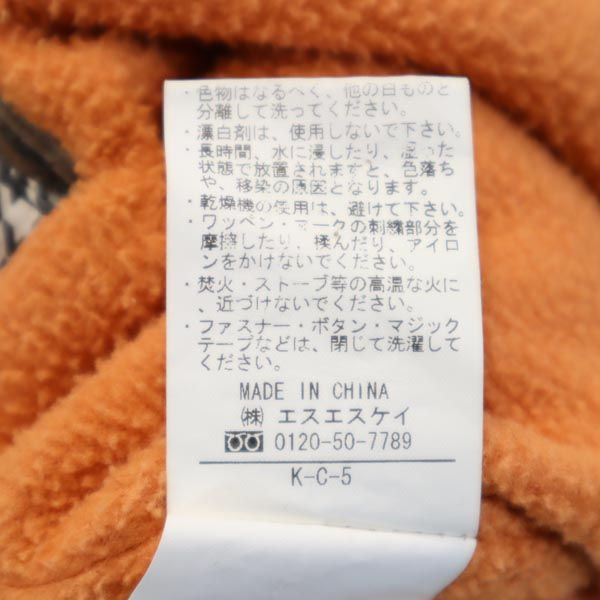 ・色物はなるべく、他の白ものと
分離して洗ってください。
・漂白剤は、使用しないで下さい。
・長時間、水に浸したり、湿った
状態で放置されますと、色落ち
や、移染の原因となります。
・乾燥機の使用は、避けて下さい。
・ワッペン・マークの刺繍部分を
摩擦したり、揉んだり、アイロ
ンをかけないでください。
・焚火・ストーブ等の高温な火に
、近づけないでください。
・ファスナー・ボタン・マジック
テープなどは、閉じて洗濯して
ください。
MADE IN CHINA
㈱ エスエスケイ
0120-50-7789
K-C-5